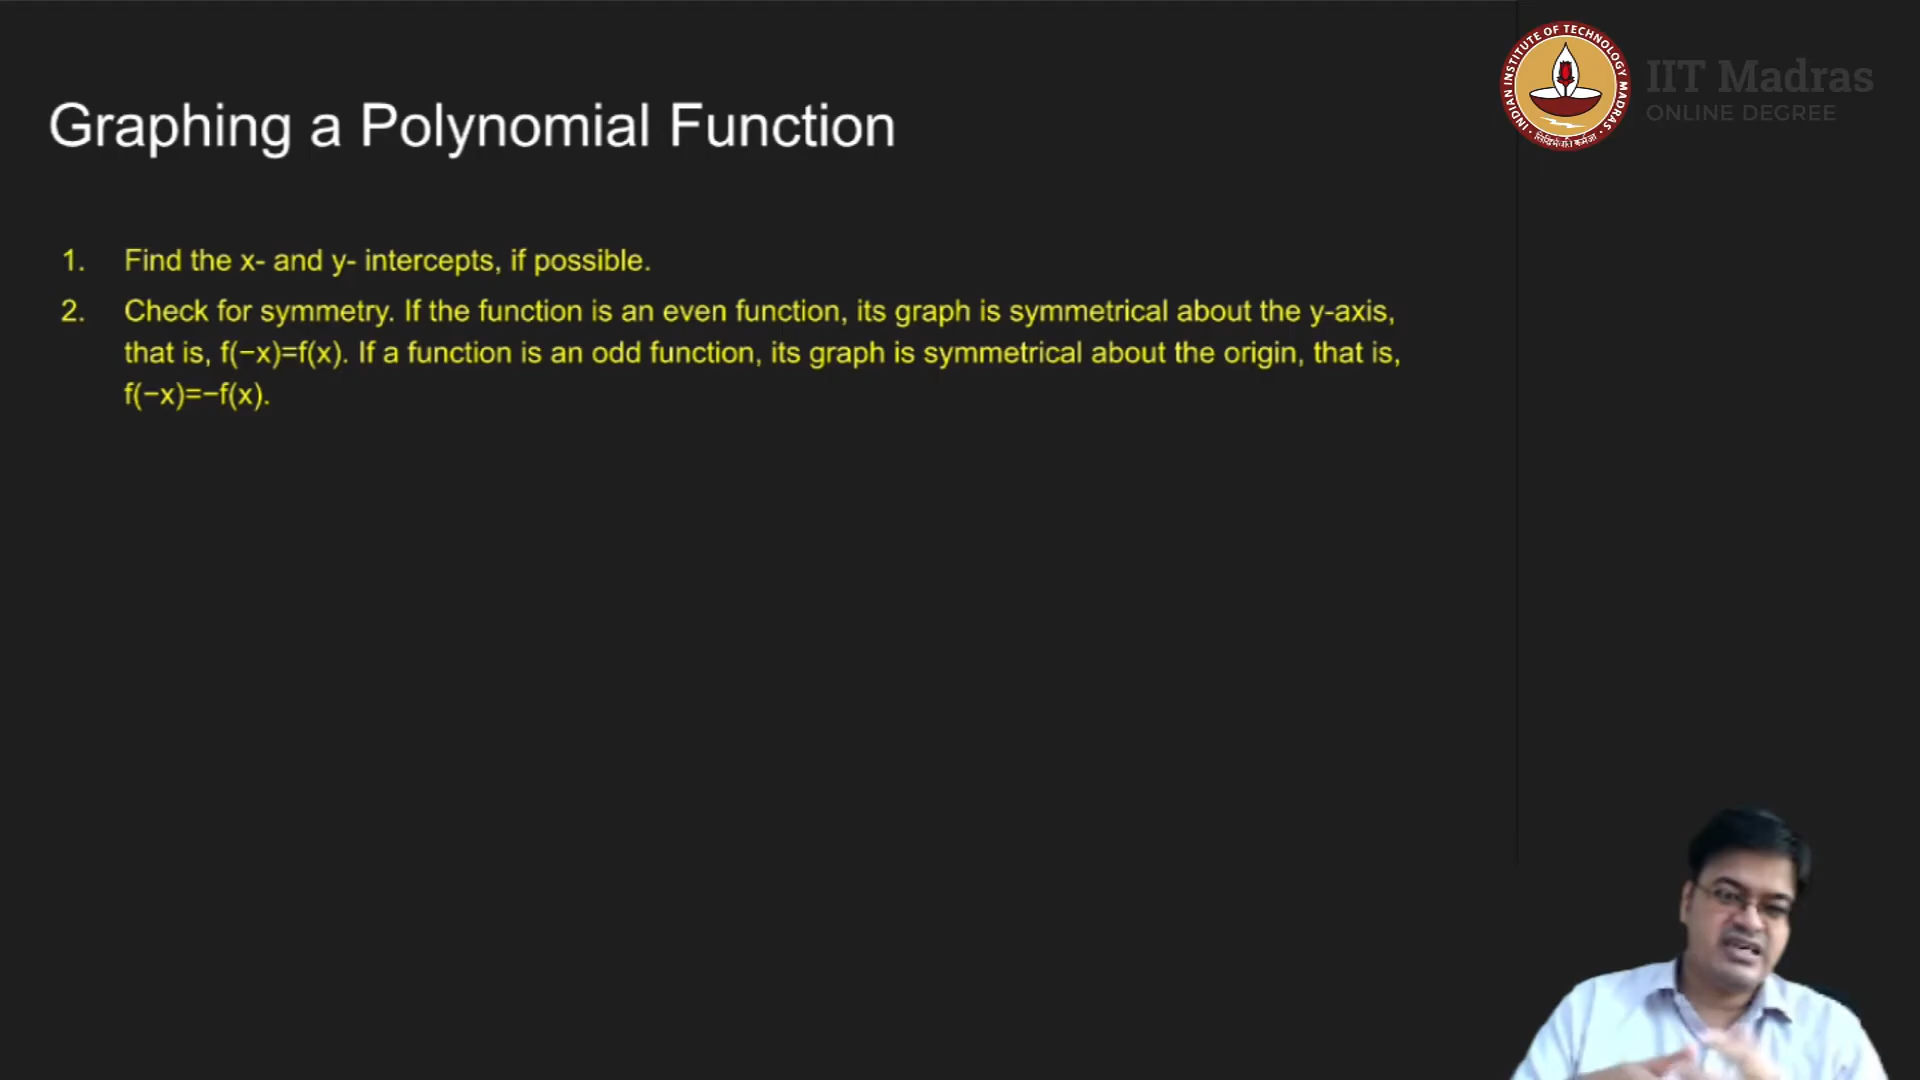 Graphing a Polynomial Function
INDIAN INSTITUTE OF TECHNOLOGY MADRAS
IIT Madras
ONLINE DEGREE
1. Find the x- and y- intercepts, if possible.
2. Check for symmetry. If the function is an even function, its graph is symmetrical about the y-axis,
that is, f(−x)=f(x). If a function is an odd function, its graph is symmetrical about the origin, that is,
f(−x)=−f(x).